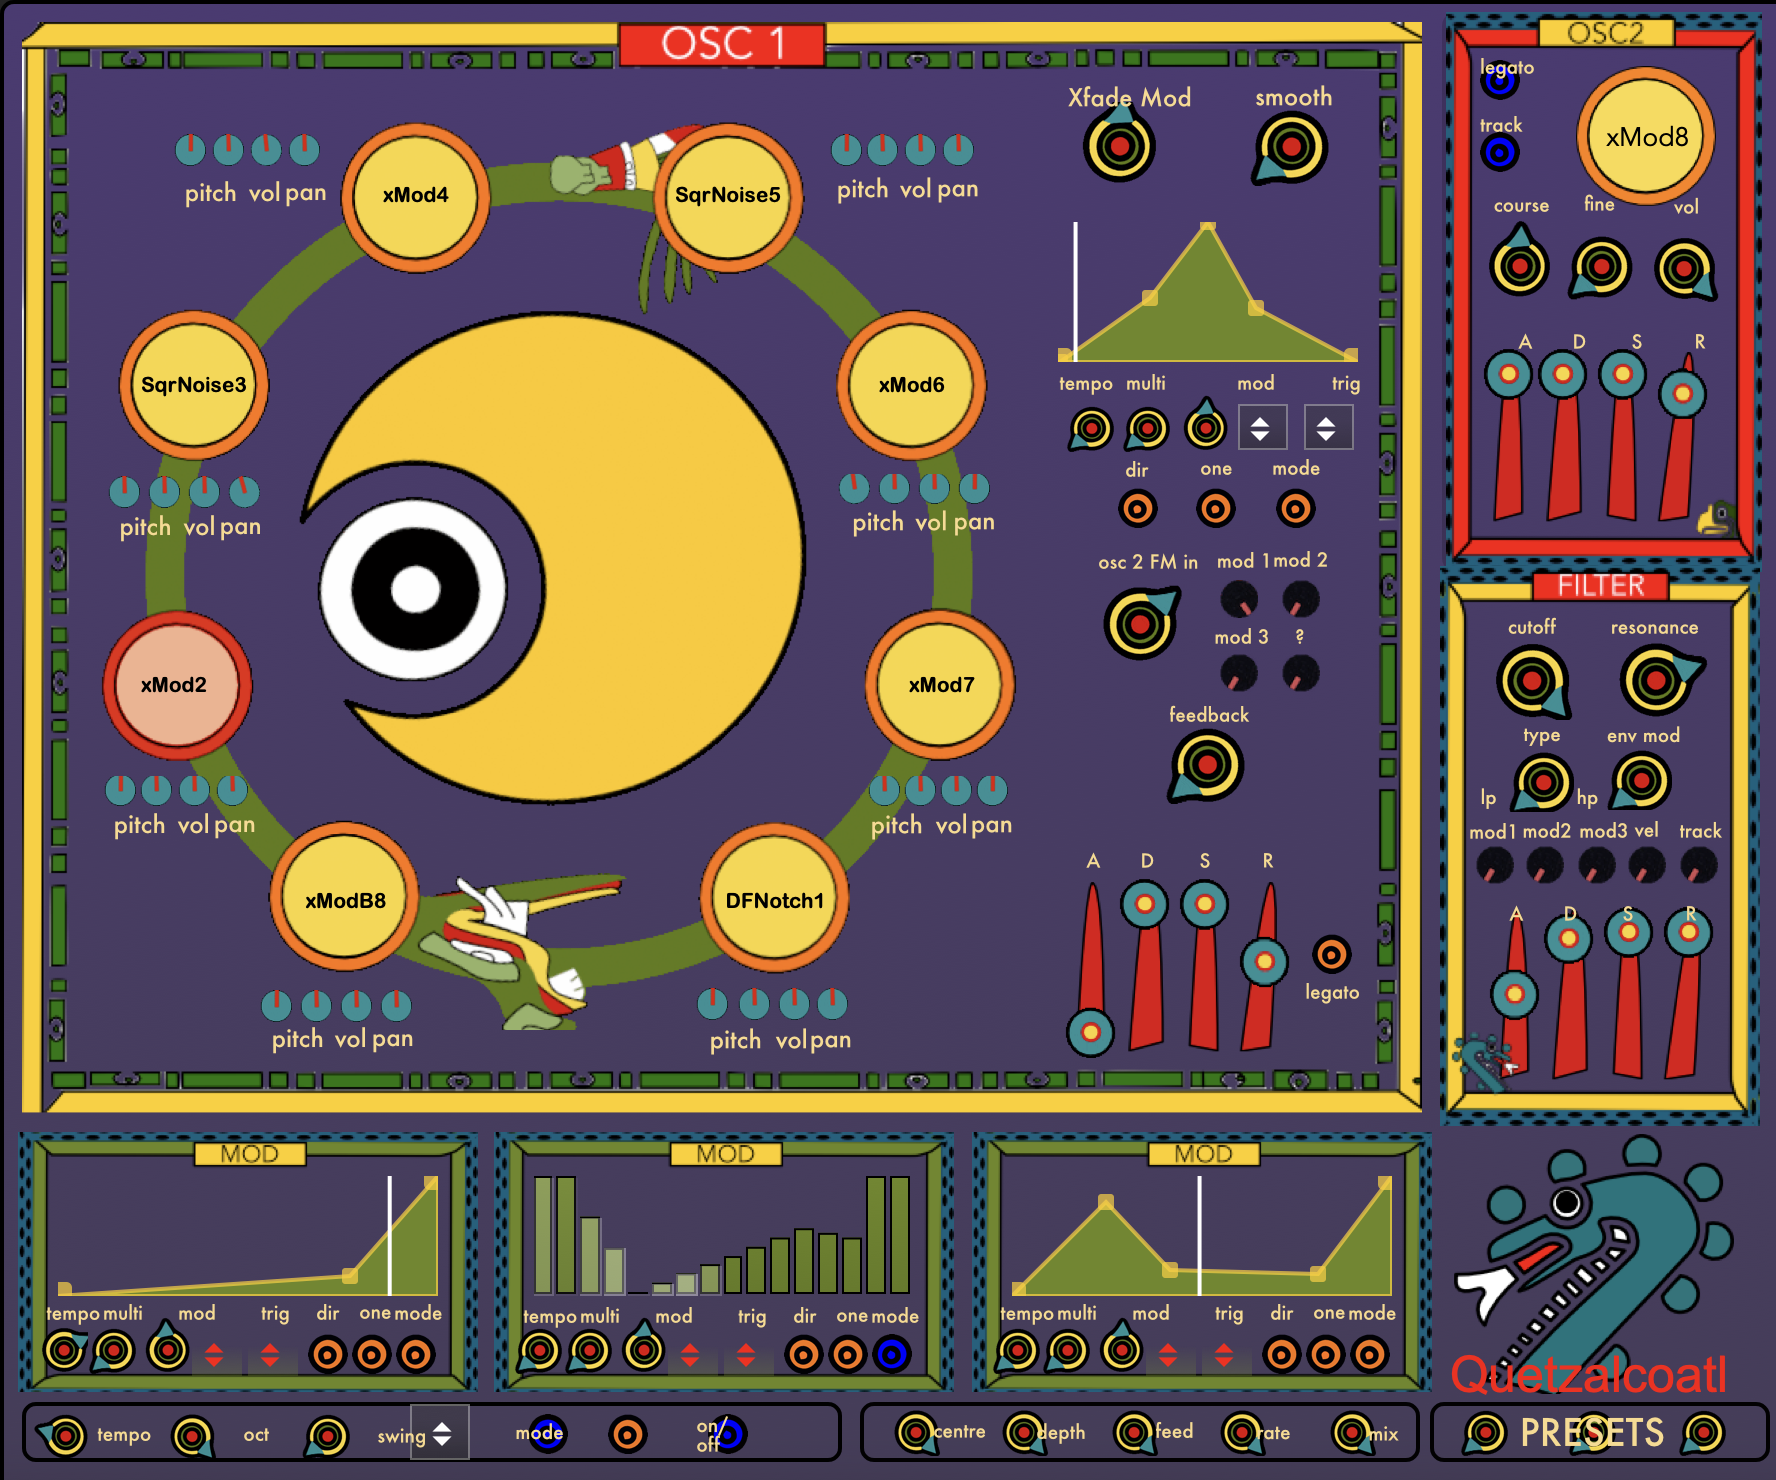 OSC 1
OSC2
legato
track
xMod8
course fine vol
A D S R
Xfade Mod smooth
pitch vol pan
xMod4
SqrNoise5
pitch vol pan
SqrNoise3
pitch vol pan
xMod6
pitch vol pan
xMod2
pitch vol pan
xMod7
pitch vol pan
xModB8
pitch vol pan
DFNotch1
pitch vol pan
tempo multi mod trig
dir one mode
osc 2 FM in mod 1 mod 2
mod 3 ?
feedback
A D S R
legato
FILTER
cutoff resonance
type env mod
lp hp
mod1 mod2 mod3 vel track
A D S R
MOD
tempo multi mod trig dir one mode
MOD
tempo multi mod trig dir one mode
MOD
tempo multi mod trig dir one mode
Quetzalcoatl
tempo oct swing mode on/
off
centre depth feed rate mix
PRESETS